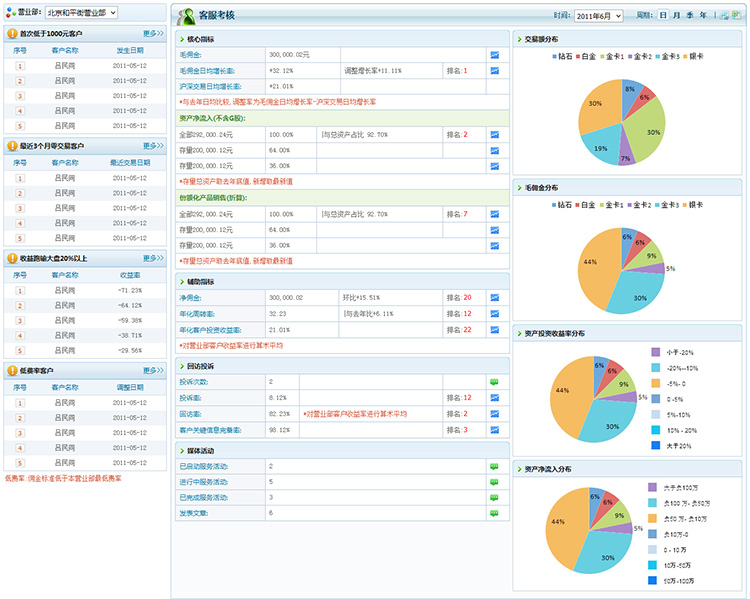 营业部: 北京和平街营业部
首次低于1000元客户 更多>>
序号 客户名称 发生日期
1 吕民网 2011-05-12
2 吕民网 2011-05-12
3 吕民网 2011-05-12
4 吕民网 2011-05-12
5 吕民网 2011-05-12
最近3个月零交易客户 更多>>
序号 客户名称 最近交易日期
1 吕民网 2011-05-12
2 吕民网 2011-05-12
3 吕民网 2011-05-12
4 吕民网 2011-05-12
5 吕民网 2011-05-12
收益跑输大盘20%以上 更多>>
序号 客户名称 收益率
1 吕民网 -71.23%
2 吕民网 -64.12%
3 吕民网 -59.38%
4 吕民网 -38.71%
5 吕民网 -29.56%
低费率客户 更多>>
序号 客户名称 调整日期
1 吕民网 2011-05-12
2 吕民网 2011-05-12
3 吕民网 2011-05-12
4 吕民网 2011-05-12
5 吕民网 2011-05-12
低费率:佣金标准低于本营业部最低费率
客服考核 时间: 2011年6月 周期: 日 月 季 年
核心指标
毛佣金: 300,000.02元
毛佣金日均增长率: +32.12% 调整增长率+11.11% 排名:1
沪深交易日均增长率: +21.01%
*与去年日均比较, 调整率为毛佣金日均增长率-沪深交易日均增长率
资产净流入(不含G股):
全部292,000.24元 100.00% 与总资产占比 92.70% 排名:2
存量200,000.12元 64.00%
存量200,000.12元 36.00%
*存量总资产取去年底值, 新增取最新值
份额化产品销售(折算):
全部292,000.24元 100.00% 与总资产占比 92.70% 排名:7
存量200,000.12元 64.00%
存量200,000.12元 36.00%
*存量总资产取去年底值, 新增取最新值
辅助指标
净佣金: 300,000.02 环比+15.51% 排名:20
年化周转率: 32.23 与去年比+6.11% 排名:12
年化客户投资收益率: 21.01% 排名:22
*对营业部客户收益率进行算术平均
回访投诉
投诉次数: 2
投诉率: 8.12% 排名:12
回访率: 82.23% *对营业部客户收益率进行算术平均 排名:2
客户关键信息完备率: 98.12% 排名:3
媒体活动
已启动服务活动: 2
进行中服务活动: 5
已完成服务活动: 3
发表文章: 6
交易额分布
钻石 白金 金卡1 金卡2 金卡3 银卡
8%
6%
30%
7%
19%
30%
毛佣金分布
钻石 白金 金卡1 金卡2 金卡3 银卡
6%
6%
9%
5%
30%
44%
资产投资收益率分布
6%
6%
9%
5%
30%
44%
小于-20%
-20%--10%
-5%- 0
0 -5%
5%-10%
10% - 20%
大于20%
资产净流入分布
6%
6%
9%
5%
30%
44%
大于负100万
负100 万- 负50万
负50 万- 负10万
负10万-0
0 - 10 万
10万-50万
50万-100万